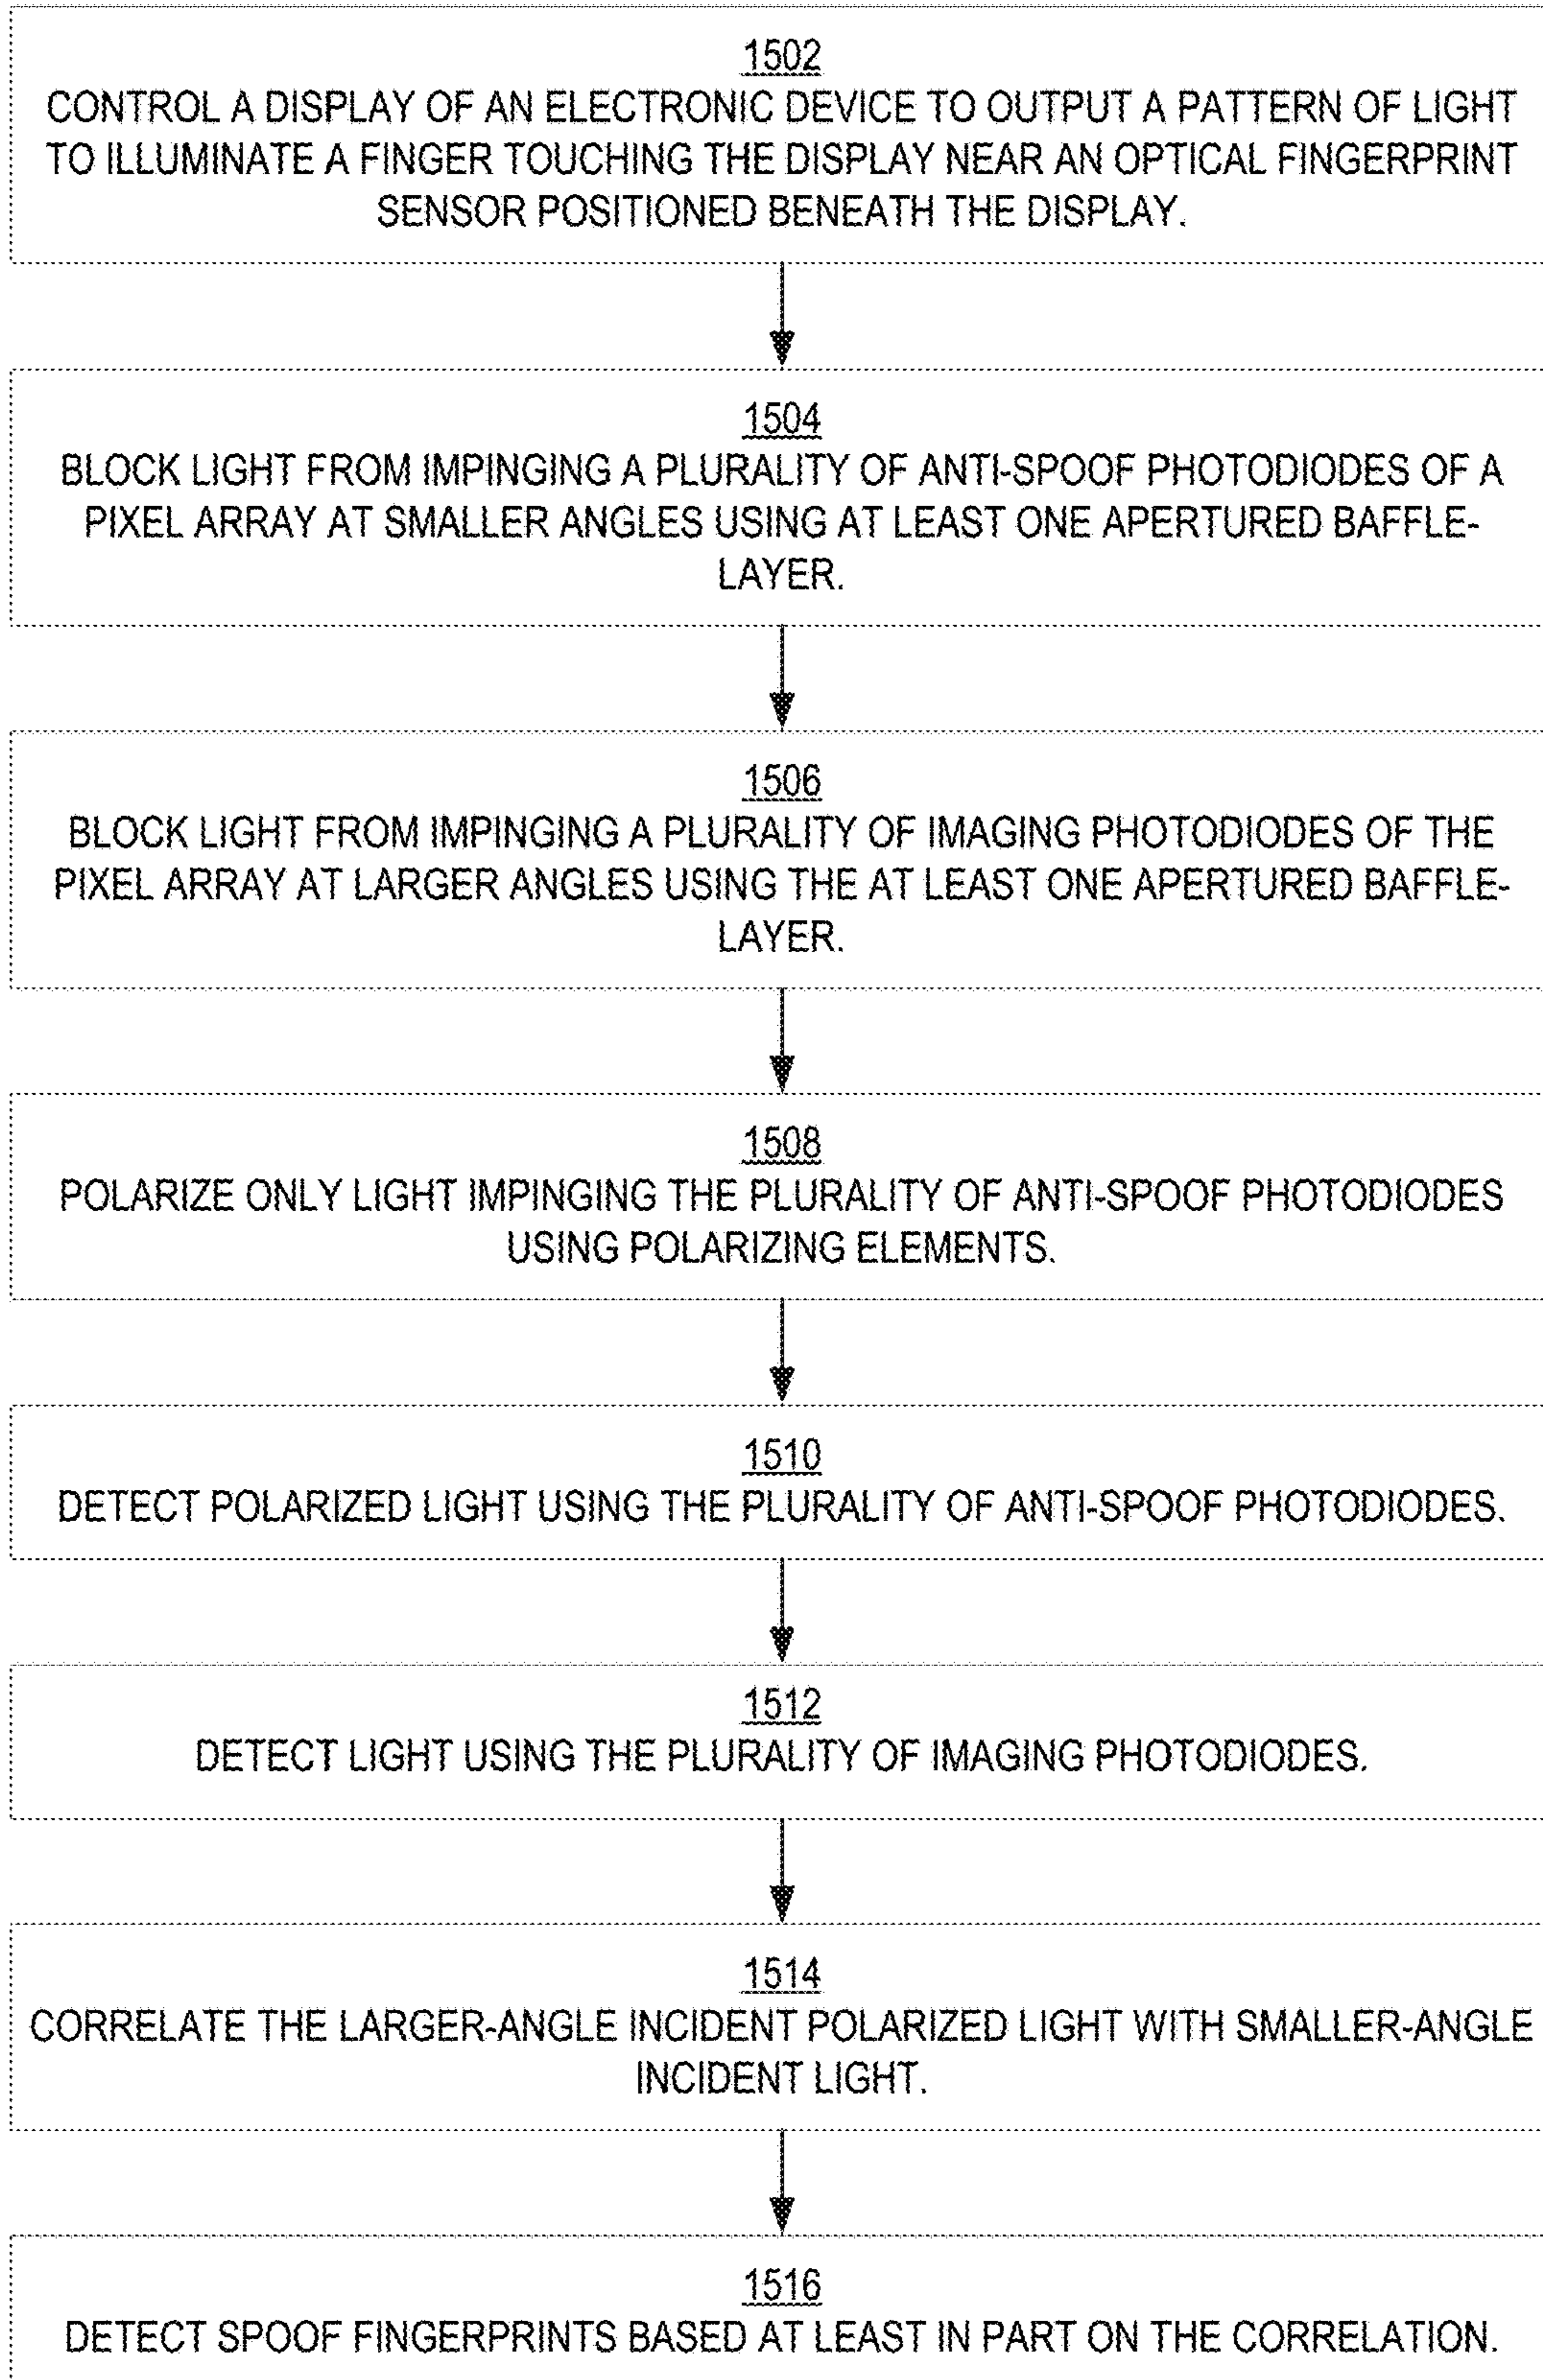 1502
CONTROL A DISPLAY OF AN ELECTRONIC DEVICE TO OUTPUT A PATTERN OF LIGHT
TO ILLUMINATE A FINGER TOUCHING THE DISPLAY NEAR AN OPTICAL FINGERPRINT
SENSOR POSITIONED BENEATH THE DISPLAY.
1504
BLOCK LIGHT FROM IMPINGING A PLURALITY OF ANTI-SPOOF PHOTODIODES OF A
PIXEL ARRAY AT SMALLER ANGLES USING AT LEAST ONE APERTURED BAFFLE-
LAYER.
1506
BLOCK LIGHT FROM IMPINGING A PLURALITY OF IMAGING PHOTODIODES OF THE
PIXEL ARRAY AT LARGER ANGLES USING THE AT LEAST ONE APERTURED BAFFLE-
LAYER.
1508
POLARIZE ONLY LIGHT IMPINGING THE PLURALITY OF ANTI-SPOOF PHOTODIODES
USING POLARIZING ELEMENTS.
1510
DETECT POLARIZED LIGHT USING THE PLURALITY OF ANTI-SPOOF PHOTODIODES.
1512
DETECT LIGHT USING THE PLURALITY OF IMAGING PHOTODIODES.
1514
CORRELATE THE LARGER-ANGLE INCIDENT POLARIZED LIGHT WITH SMALLER-ANGLE
INCIDENT LIGHT.
1516
DETECT SPOOF FINGERPRINTS BASED AT LEAST IN PART ON THE CORRELATION.